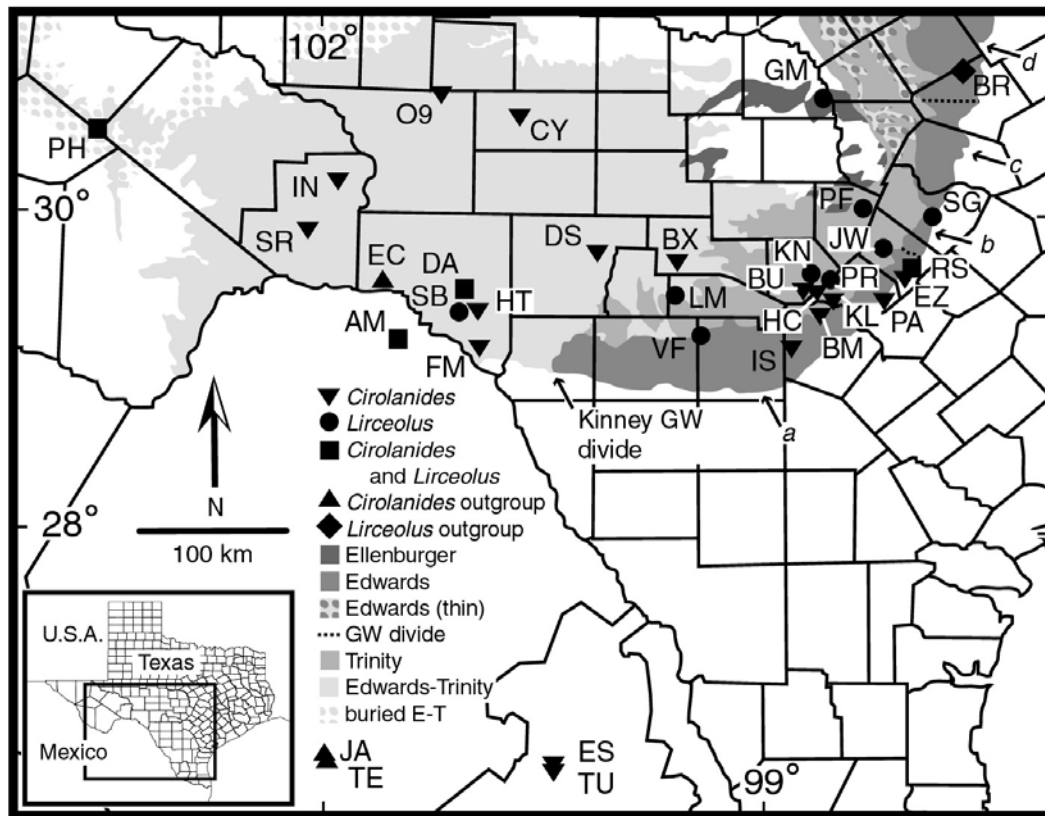 102°
GM
d
BR
O9
CY
PH
c
30°
IN
PF
SG
SR
DS
BX
JW
b
EC
DA
KN
BU
PR
RS
SB
HT
LM
EZ
HC
KL
PA
AM
FM
VF
IS
BM
Cirolanides
Kinney GW
divide
a
Lirceolus
Cirolanides
and Lirceolus
N
Cirolanides outgroup
28°
Lirceolus outgroup
100 km
Ellenburger
Edwards
Edwards (thin)
U.S.A.
GW divide
Texas
Trinity
Edwards-Trinity
buried E-T
Mexico
JA
TE
ES
TU
99°